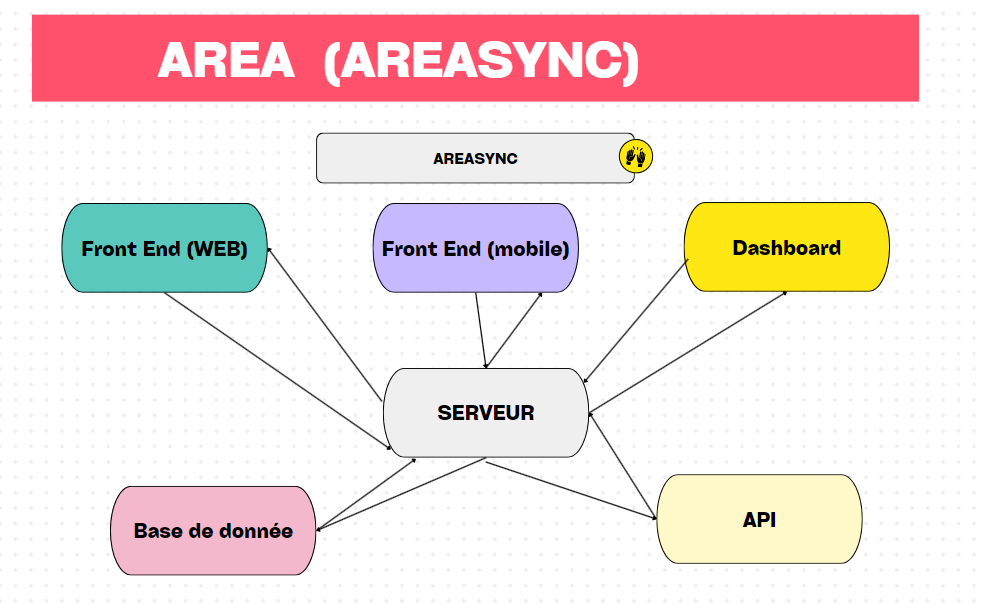 AREA (AREASYNC)
AREASYNC
Front End (WEB)
Front End (mobile)
Dashboard
SERVEUR
Base de donnée
API